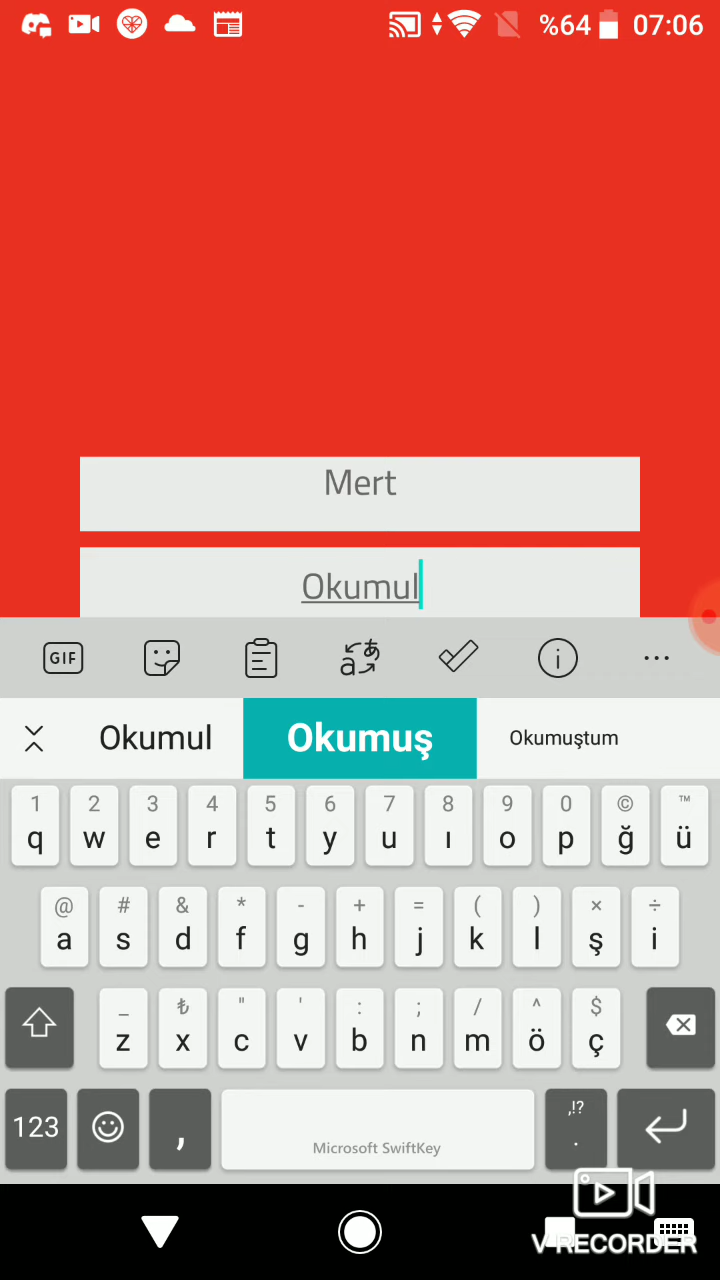 %64 07:06
Mert
Okumul
GIF
Okumul Okumuş Okumuştum
1 2 3 4 5 6 7 8 9 0 © ™
q w e r t y u ı o p ğ ü
@ # & * - + = ( ) × ÷
a s d f g h j k l ş i
_ ₺ " ' : ; / ^ $
z x c v b n m ö ç
123 , Microsoft SwiftKey ,!? .
V RECORDER